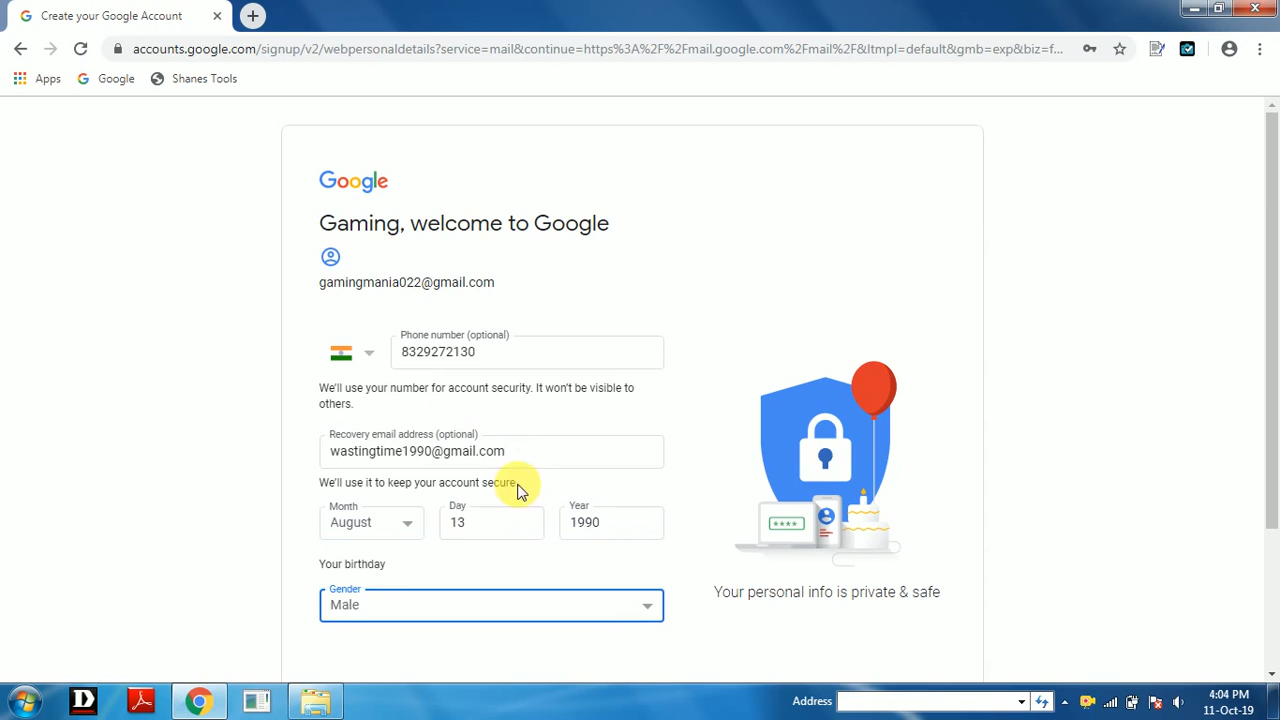 Create your Google Account
accounts.google.com/signup/v2/webpersonaldetails?service=mail&continue=https%3A%2F%2Fmail.google.com%2Fmail%2F&ltmpl=default&gmb=exp&biz=f...
Apps Google Shanes Tools
Google
Gaming, welcome to Google
gamingmania022@gmail.com
Phone number (optional)
8329272130
We'll use your number for account security. It won't be visible to
others.
Recovery email address (optional)
wastingtime1990@gmail.com
We'll use it to keep your account secure.
Month Day Year
August 13 1990
Your birthday
Gender
Male
****
Your personal info is private & safe
Address
4:04 PM
11-Oct-19